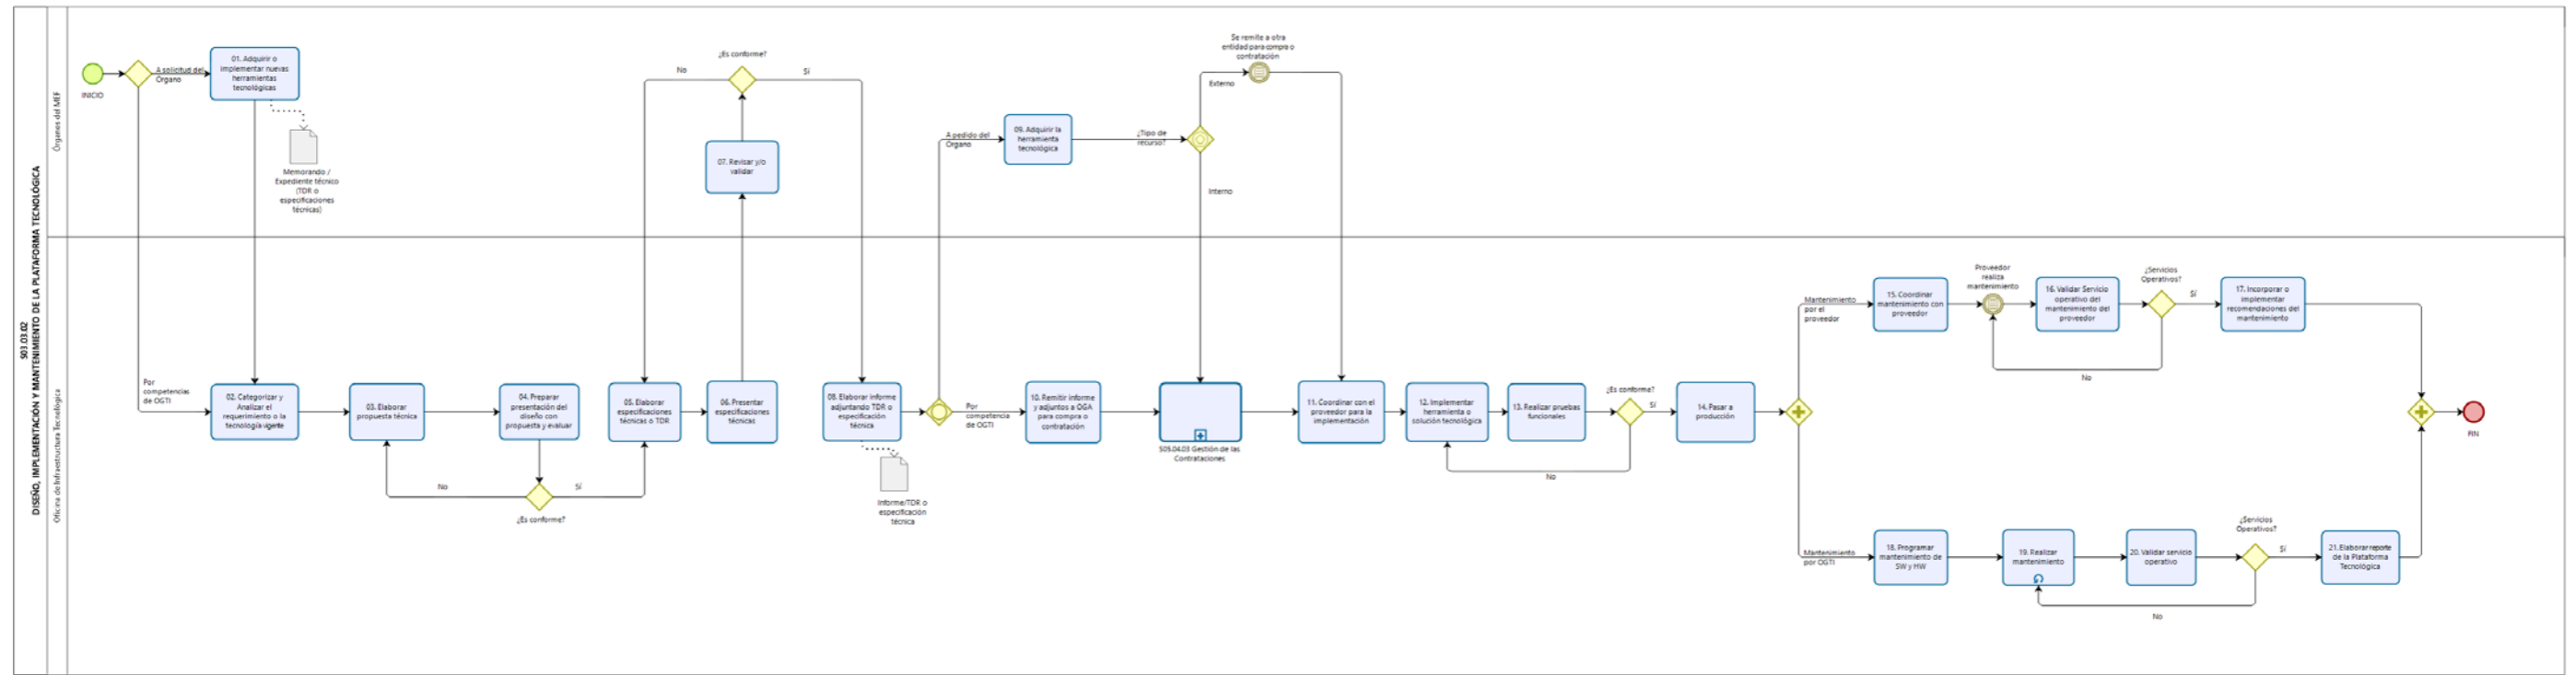 S03.03.02
DISEÑO, IMPLEMENTACIÓN Y MANTENIMIENTO DE LA PLATAFORMA TECNOLÓGICA
Órganos del MEF
INICIO
A solicitud del
Órgano
01. Adquirir o
implementar nuevas
herramientas
tecnológicas
Memorando /
Expediente técnico
(TDR o
especificaciones
técnicas)
¿Es conforme?
No
Sí
07. Revisar y/o
validar
A pedido del
Órgano
09. Adquirir la
herramienta
tecnológica
¿Tipo de
recurso?
Se remite a otra
entidad para compra o
contratación
Externo
Interno
Oficina de Infraestructura Tecnológica
Por
competencias
de OGTI
02. Categorizar y
Analizar el
requerimiento o la
tecnología vigente
03. Elaborar
propuesta técnica
04. Preparar
presentación del
diseño con
propuesta y evaluar
No
Sí
¿Es conforme?
05. Elaborar
especificaciones
técnicas o TDR
06. Presentar
especificaciones
técnicas
08. Elaborar informe
adjuntando TDR o
especificación
técnica
Informe/TDR o
especificación
técnica
Por
competencia
de OGTI
10. Remitir informe
y adjuntos a OGA
para compra o
contratación
S05.04.03 Gestión de las
Contrataciones
11. Coordinar con el
proveedor para la
implementación
12. Implementar
herramienta o
solución tecnológica
13. Realizar pruebas
funcionales
¿Es conforme?
Sí
No
14. Pasar a
producción
Mantenimiento
por el
proveedor
15. Coordinar
mantenimiento con
proveedor
Proveedor
realiza
mantenimiento
16. Validar Servicio
operativo del
mantenimiento del
proveedor
¿Servicios
Operativos?
Sí
No
17. Incorporar o
implementar
recomendaciones del
mantenimiento
Mantenimiento
por OGTI
18. Programar
mantenimiento de
SW y HW
19. Realizar
mantenimiento
20. Validar servicio
operativo
¿Servicios
Operativos?
Sí
No
21. Elaborar reporte
de la Plataforma
Tecnológica
FIN